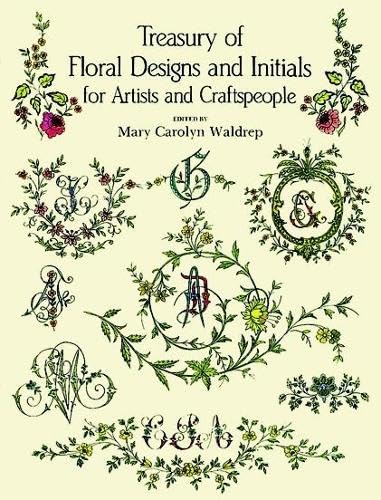 Treasury of
Floral Designs and Initials
for Artists and Craftspeople
EDITED BY
Mary Carolyn Waldrep